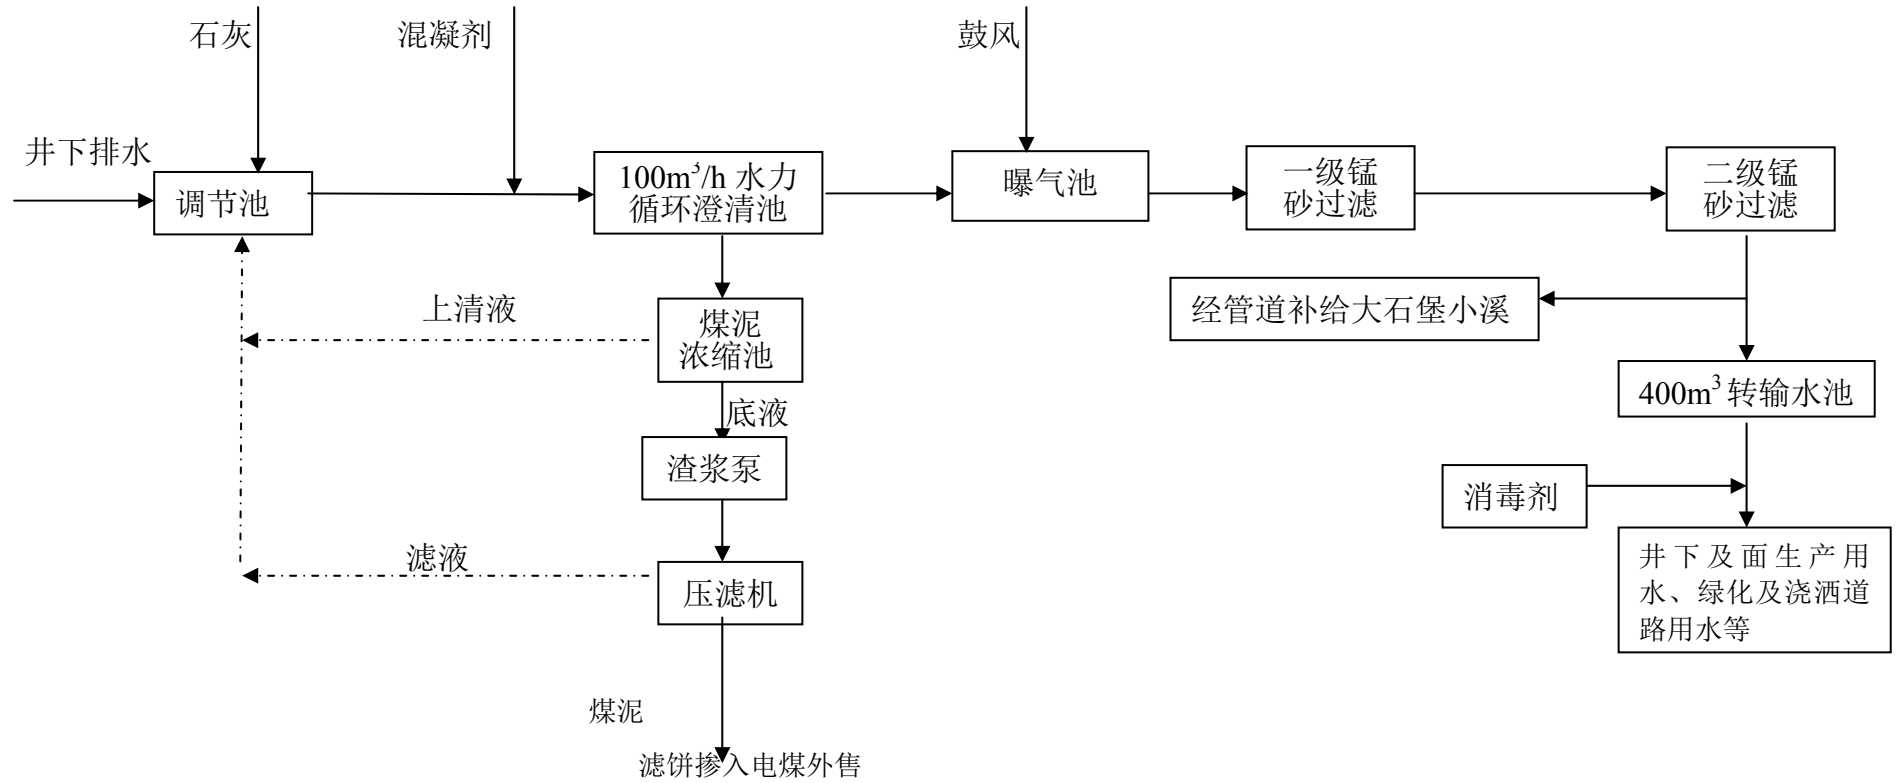 石灰
混凝剂
鼓风
井下排水
调节池
100m³/h 水力
循环澄清池
曝气池
一级锰
砂过滤
二级锰
砂过滤
上清液
煤泥
浓缩池
经管道补给大石堡小溪
400m³ 转输水池
底液
渣浆泵
消毒剂
滤液
压滤机
井下及面生产用
水、绿化及浇洒道
路用水等
煤泥
滤饼掺入电煤外售